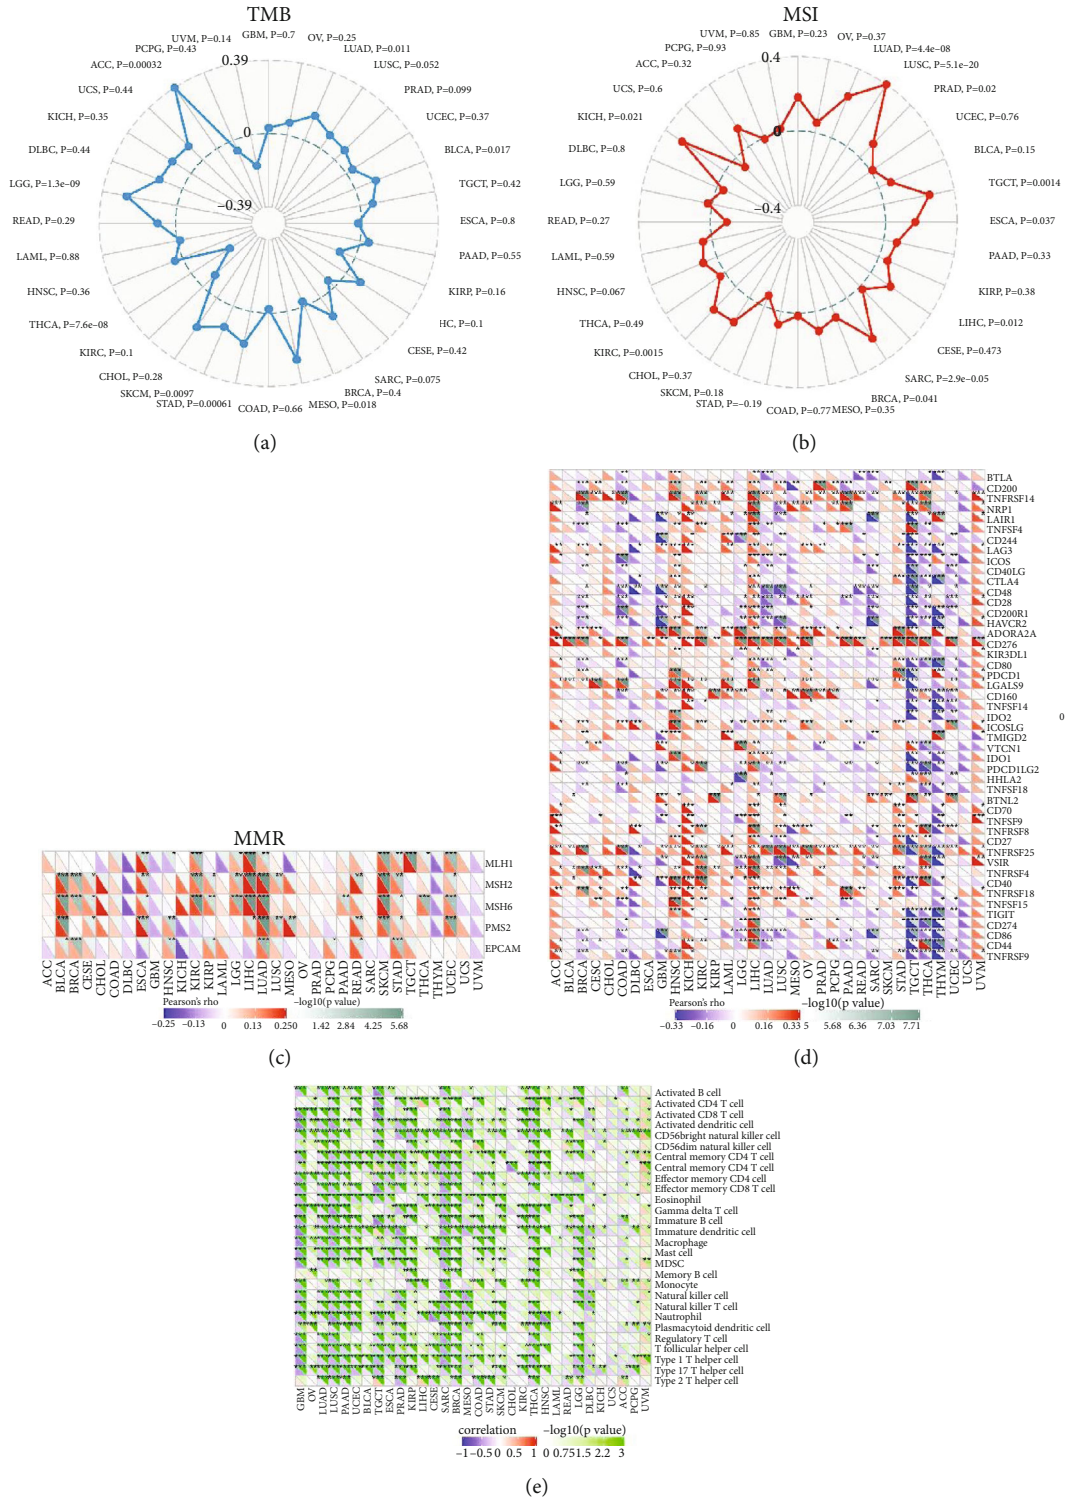 TMB
GBM, P=0.7
OV, P=0.25
LUAD, P=0.011
LUSC, P=0.052
PRAD, P=0.099
UCEC, P=0.37
BLCA, P=0.017
TGCT, P=0.42
ESCA, P=0.8
PAAD, P=0.55
KIRP, P=0.16
HC, P=0.1
CESE, P=0.42
SARC, P=0.075
BRCA, P=0.4
MESO, P=0.018
COAD, P=0.66
STAD, P=0.00061
SKCM, P=0.0097
CHOL, P=0.28
KIRC, P=0.1
THCA, P=7.6e−08
HNSC, P=0.36
LAML, P=0.88
READ, P=0.29
LGG, P=1.3e−09
DLBC, P=0.44
KICH, P=0.35
UCS, P=0.44
ACC, P=0.00032
PCPG, P=0.43
UVM, P=0.14
0.39
0
−0.39
(a)
MSI
GBM, P=0.23
OV, P=0.37
LUAD, P=4.4e−08
LUSC, P=5.1e−20
PRAD, P=0.02
UCEC, P=0.76
BLCA, P=0.15
TGCT, P=0.0014
ESCA, P=0.037
PAAD, P=0.33
KIRP, P=0.38
LIHC, P=0.012
CESE, P=0.473
SARC, P=2.9e−0.05
BRCA, P=0.041
MESO, P=0.35
COAD, P=0.77
STAD, P=−0.19
SKCM, P=0.18
CHOL, P=0.37
KIRC, P=0.0015
THCA, P=0.49
HNSC, P=0.067
LAML, P=0.59
READ, P=0.27
LGG, P=0.59
DLBC, P=0.8
KICH, P=0.021
UCS, P=0.6
ACC, P=0.32
PCPG, P=0.93
UVM, P=0.85
0.4
0
−0.4
(b)
MMR
MLH1
MSH2
MSH6
PMS2
EPCAM
ACC
BLCA
BRCA
CESE
CHOL
COAD
DLBC
ESCA
GBM
HNSC
KICH
KIRC
KIRP
LAML
LGG
LIHC
LUAD
LUSC
MESO
OV
PRAD
PCPG
PAAD
READ
SARC
SKCM
STAD
TGCT
THCA
THYM
UCEC
UCS
UVM
Pearson's rho
−0.25 −0.13 0 0.13 0.25
−log10(p value)
1.42 2.84 4.25 5.68
(c)
BTLA
CD200
TNFRSF14
NRP1
LAIR1
TNFSF4
CD244
LAG3
ICOS
CD40LG
CTLA4
CD48
CD28
CD200R1
HAVCR2
ADORA2A
CD276
KIR3DL1
CD80
PDCD1
LGALS9
CD160
TNFSF14
IDO2
ICOSLG
TMIGD2
VTCN1
IDO1
PDCD1LG2
HHLA2
TNFSF18
BTNL2
CD70
TNFSF9
TNFRSF8
CD27
TNFRSF25
VSIR
TNFRSF4
CD40
TNFRSF18
TNFSF15
TIGIT
CD274
CD86
CD44
TNFRSF9
0
ACC
BLCA
BRCA
CESC
CHOL
COAD
DLBC
ESCA
GBM
HNSC
KICH
KIRC
KIRP
LAML
LGG
LIHC
LUAD
LUSC
MESO
OV
PRAD
PCPG
PAAD
READ
SARC
SKCM
STAD
TGCT
THCA
THYM
UCEC
UCS
UVM
Pearson's rho
−0.33 −0.16 0 0.16 0.33
−log10(p value)
5.68 6.36 7.03 7.71
(d)
Activated B cell
Activated CD4 T cell
Activated CD8 T cell
Activated dendritic cell
CD56bright natural killer cell
CD56dim natural killer cell
Central memory CD4 T cell
Central memory CD4 T cell
Effector memory CD4 cell
Effector memory CD8 T cell
Eosinophil
Gamma delta T cell
Immature B cell
Immature dendritic cell
Macrophage
Mast cell
MDSC
Memory B cell
Monocyte
Natural killer cell
Natural killer T cell
Nautrophil
Plasmacytoid dendritic cell
Regulatory T cell
T follicular helper cell
Type 1 T helper cell
Type 17 T helper cell
Type 2 T helper cell
GBM
OV
LUAD
LUSC
PAAD
UCEC
BLCA
TGCT
ESCA
PRAD
KIRP
LIHC
CESE
SARC
BRCA
MESO
COAD
STAD
SKCM
CHOL
KIRC
THCA
HNSC
LAML
READ
LGG
DLBC
KICH
UCS
ACC
PCPG
UVM
correlation
−1 −0.5 0 0.5 1
−log10(p value)
0 0.75 1.5 2.2 3
(e)